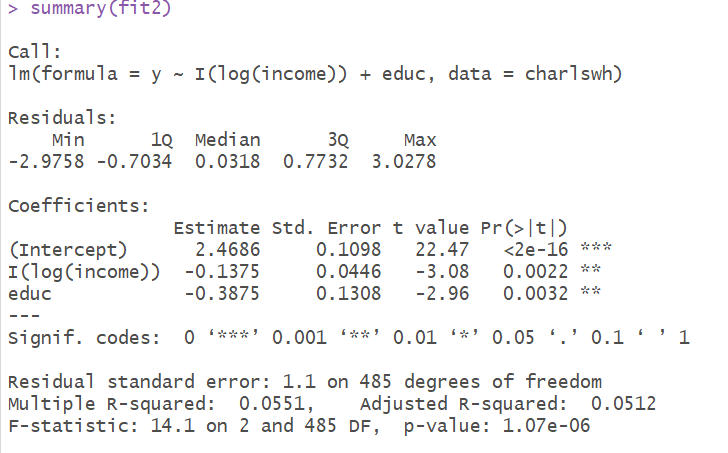 > summary(fit2)
Call:
lm(formula = y ~ I(log(income)) + educ, data = charlswh)
Residuals:
Min 1Q Median 3Q Max
-2.9758 -0.7034 0.0318 0.7732 3.0278
Coefficients:
Estimate Std. Error t value Pr(>|t|)
(Intercept) 2.4686 0.1098 22.47 <2e-16 ***
I(log(income)) -0.1375 0.0446 -3.08 0.0022 **
educ -0.3875 0.1308 -2.96 0.0032 **
---
Signif. codes: 0 ‘***’ 0.001 ‘**’ 0.01 ‘*’ 0.05 ‘.’ 0.1 ‘ ’ 1
Residual standard error: 1.1 on 485 degrees of freedom
Multiple R-squared: 0.0551, Adjusted R-squared: 0.0512
F-statistic: 14.1 on 2 and 485 DF, p-value: 1.07e-06